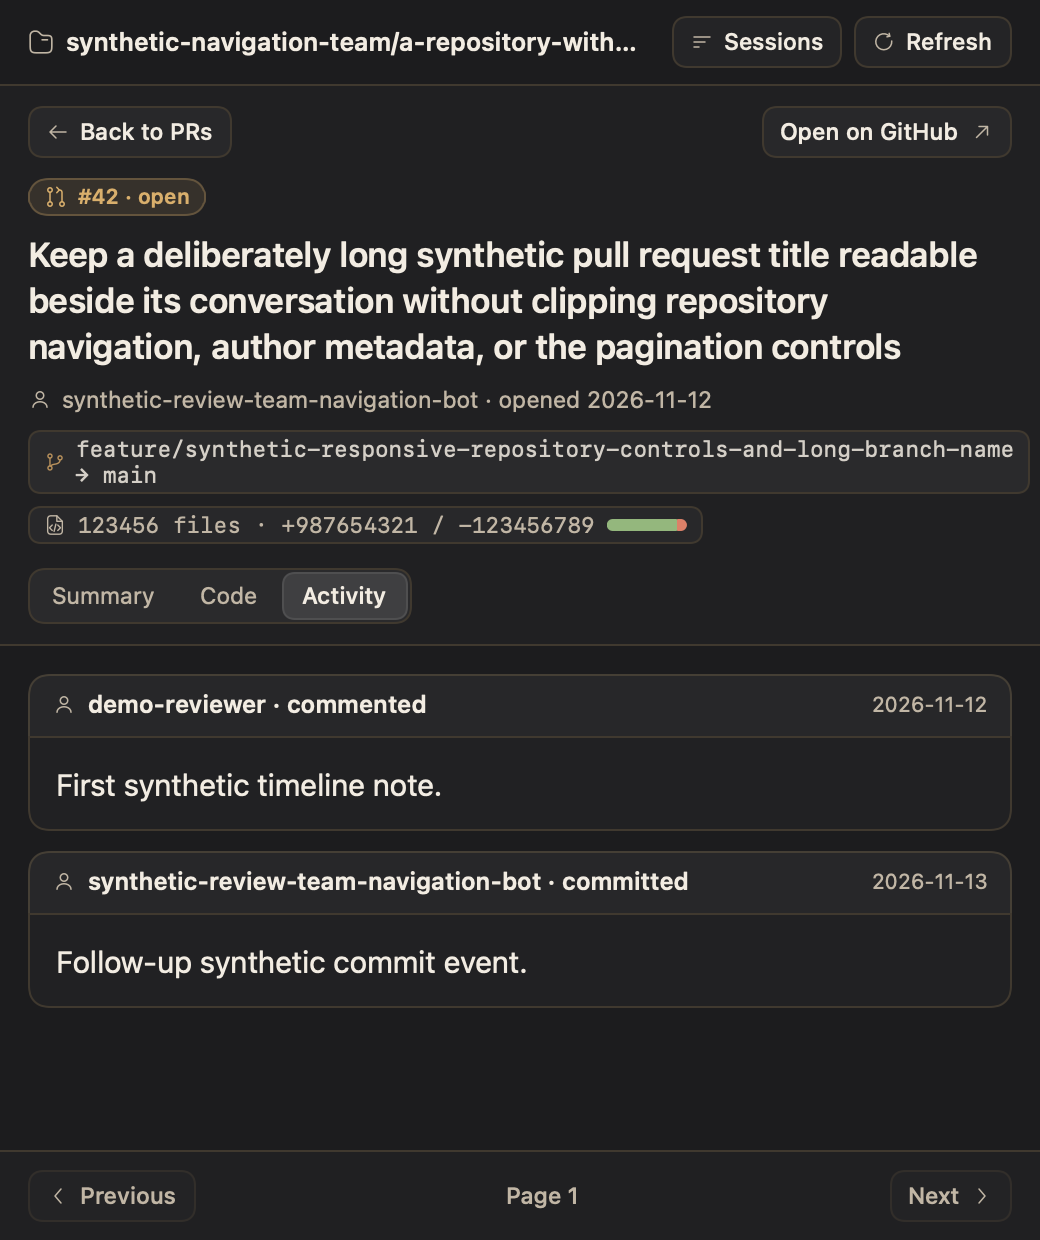 synthetic-navigation-team/a-repository-with...
Sessions
Refresh
Back to PRs
Open on GitHub
#42 · open
Keep a deliberately long synthetic pull request title readable
beside its conversation without clipping repository
navigation, author metadata, or the pagination controls
synthetic-review-team-navigation-bot · opened 2026-11-12
feature/synthetic-responsive-repository-controls-and-long-branch-name
→ main
123456 files · +987654321 / −123456789
Summary
Code
Activity
demo-reviewer · commented
2026-11-12
First synthetic timeline note.
synthetic-review-team-navigation-bot · committed
2026-11-13
Follow-up synthetic commit event.
Previous
Page 1
Next